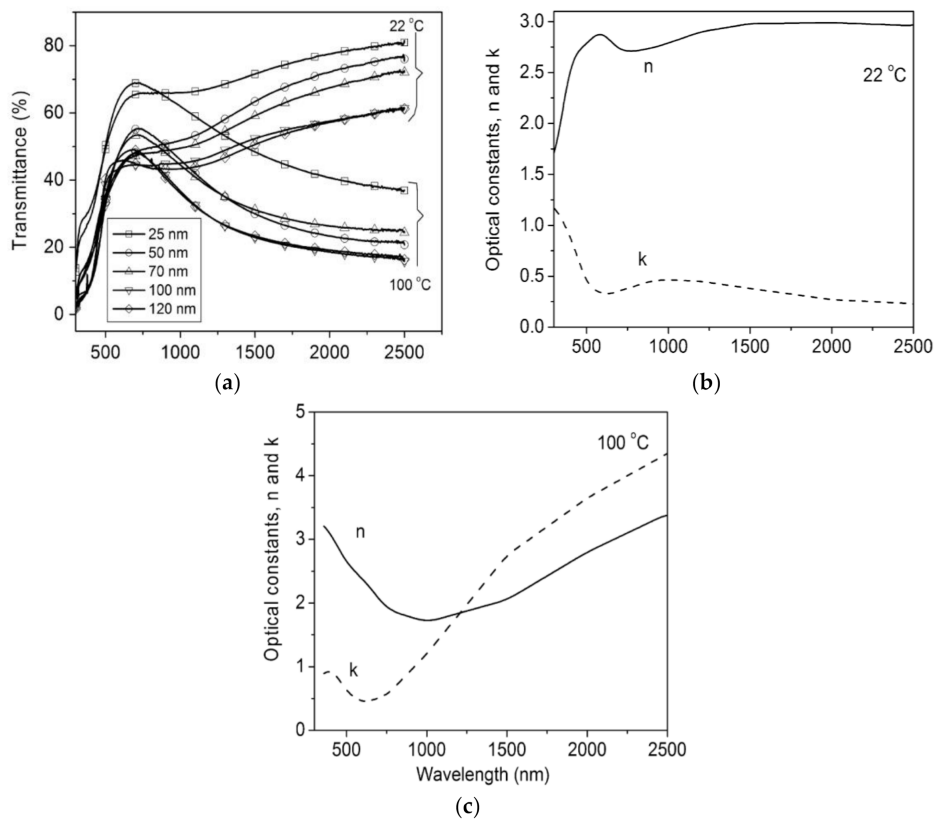 22 °C
80
60
40
20
0
Transmittance (%)
25 nm
50 nm
70 nm
100 nm
120 nm
100 °C
500 1000 1500 2000 2500
(a)
3.0
2.5
2.0
1.5
1.0
0.5
0.0
Optical constants, n and k
n
22 °C
k
500 1000 1500 2000 2500
(b)
5
4
3
2
1
0
Optical constants, n and k
100 °C
n
k
500 1000 1500 2000 2500
Wavelength (nm)
(c)